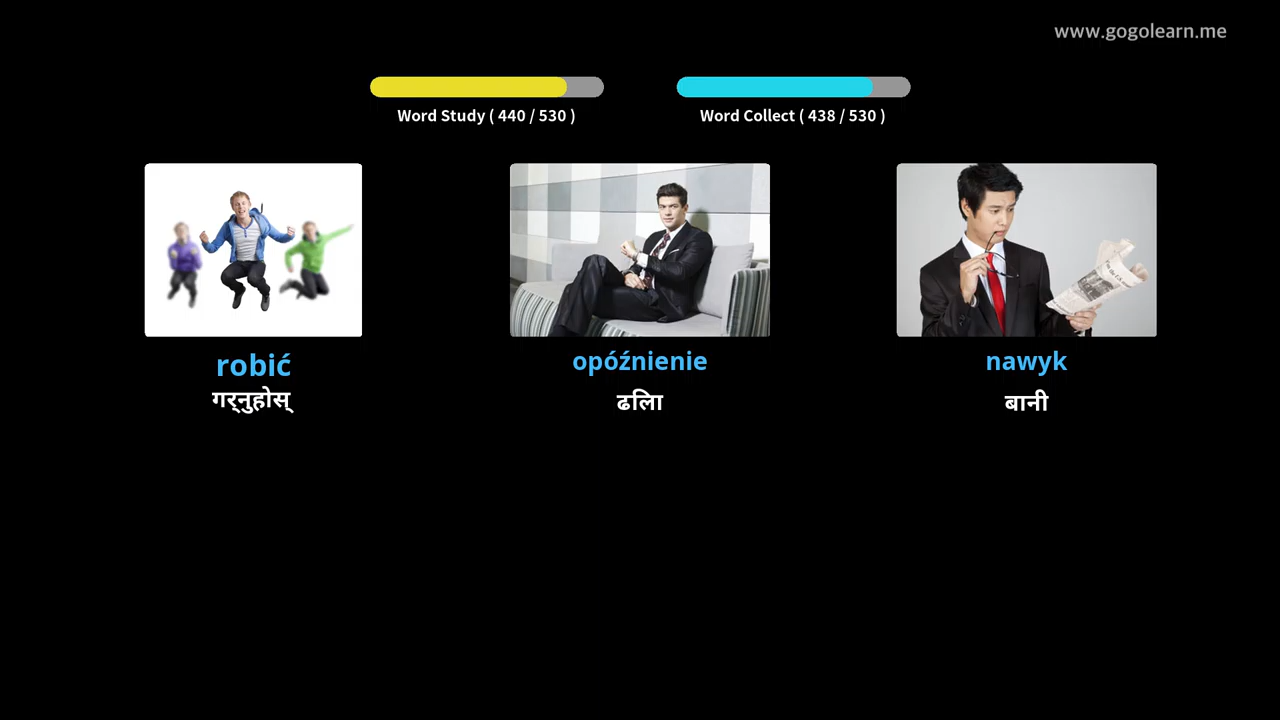 www.gogolearn.me
Word Study ( 440 / 530 )
Word Collect ( 438 / 530 )
robić
गर्नुहोस्
opóźnienie
ढिला
nawyk
बानी